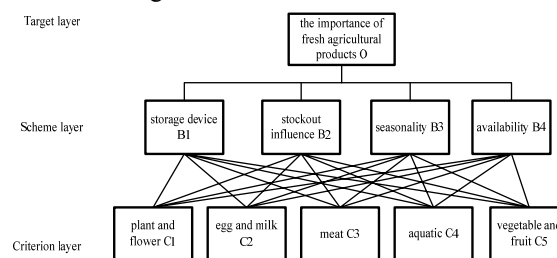 Target layer
the importance of
fresh agricultural
products O
Scheme layer
storage device
B1
stockout
influence B2
seasonality B3
availability B4
Criterion layer
plant and
flower C1
egg and milk
C2
meat C3
aquatic C4
vegetable and
fruit C5